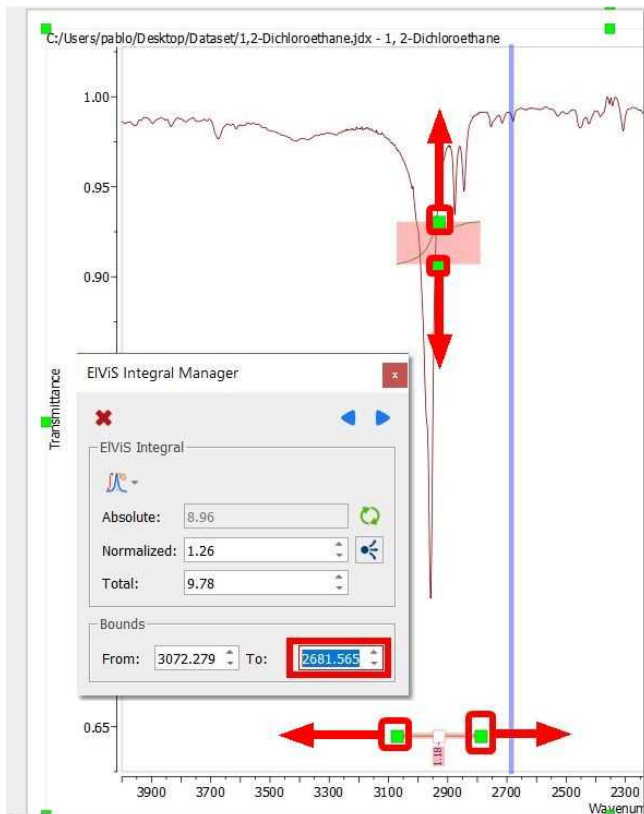 C:/Users/pablo/Desktop/Dataset/1,2-Dichloroethane.jdx - 1, 2-Dichloroethane
1.00
0.95
0.90
Transmittance
ElViS Integral Manager
x
ElViS Integral
Absolute: 8.96
Normalized: 1.26
Total: 9.78
Bounds
From: 3072.279 To: 2681.565
0.65
1.18
3900 3700 3500 3300 3100 2900 2700 2500 2300
Wavenum